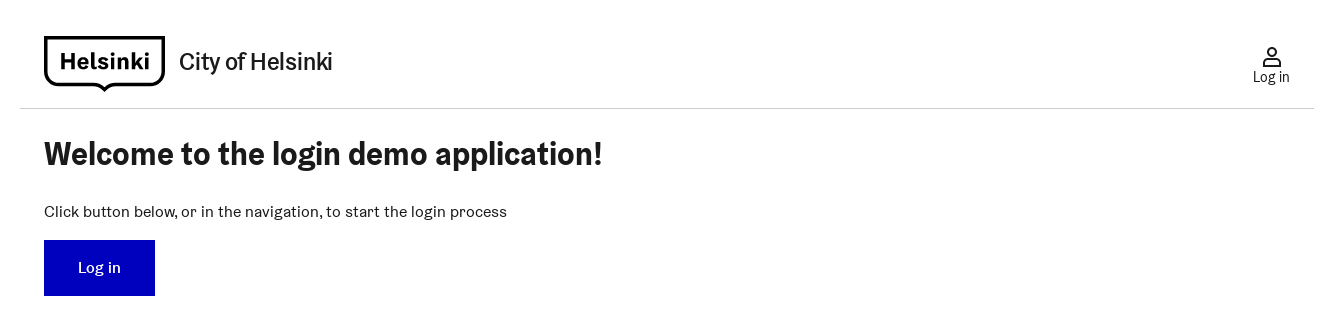 Helsinki
City of Helsinki
Log in
Welcome to the login demo application!
Click button below, or in the navigation, to start the login process
Log in